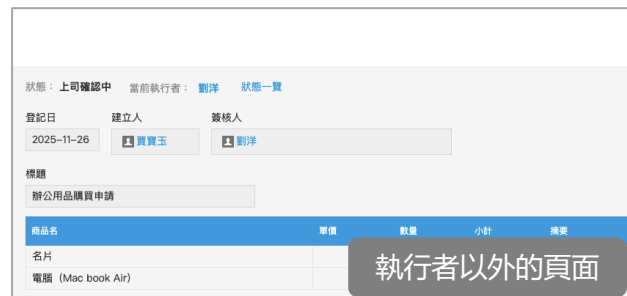 狀態： 上司確認中 當前執行者： 劉洋 狀態一覽
登記日 建立人 簽核人
2025-11-26 賈寶玉 劉洋
標題
辦公用品購買申請
商品名 單價 數量 小計 摘要
名片
電腦（Mac book Air）
執行者以外的頁面